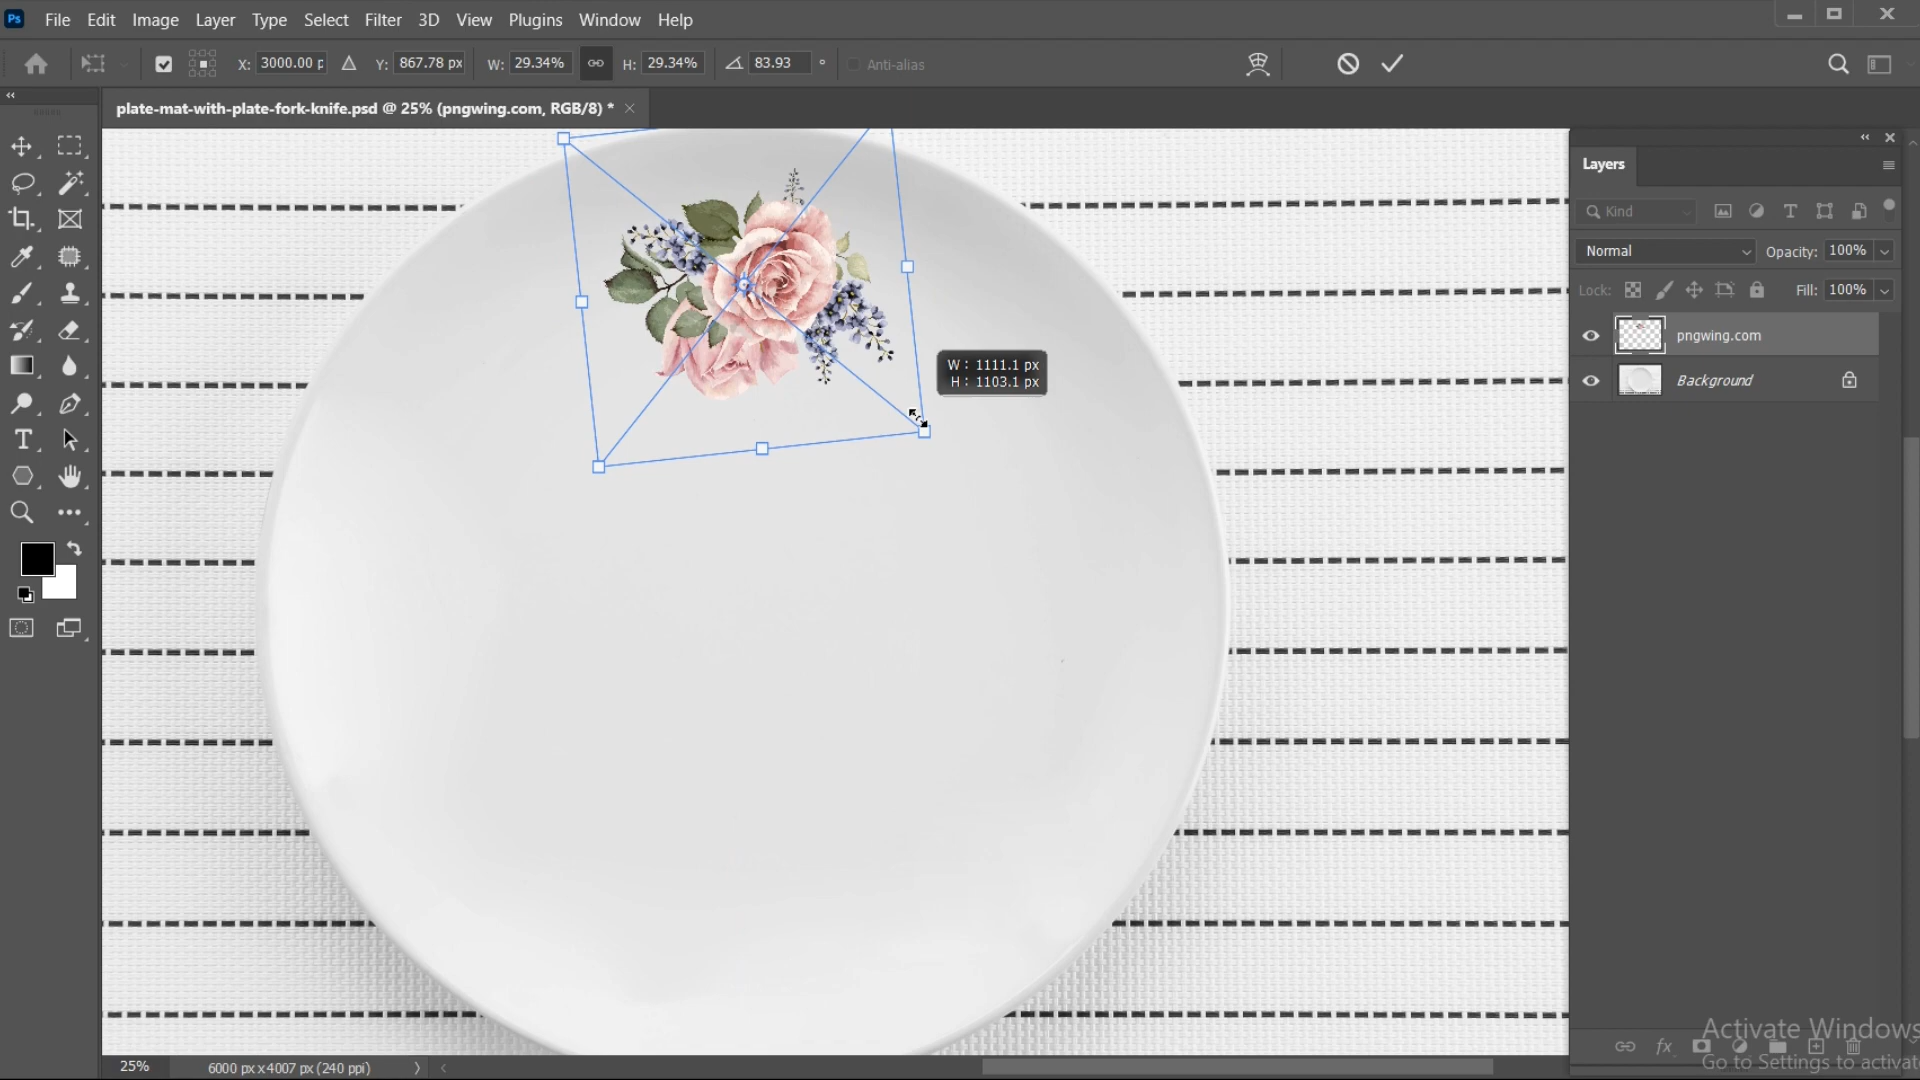 Ps File Edit Image Layer Type Select Filter 3D View Plugins Window Help
X: 3000.00 p Y: 867.78 px W: 29.34% H: 29.34% 83.93 ° Anti-alias
plate-mat-with-plate-fork-knife.psd @ 25% (pngwing.com, RGB/8) *
Layers
Kind
Normal Opacity: 100%
Lock: Fill: 100%
pngwing.com
Background
W : 1111.1 px
H : 1103.1 px
T
fx
Activate Windows
Go to Settings to activat
25% 6000 px x 4007 px (240 ppi)